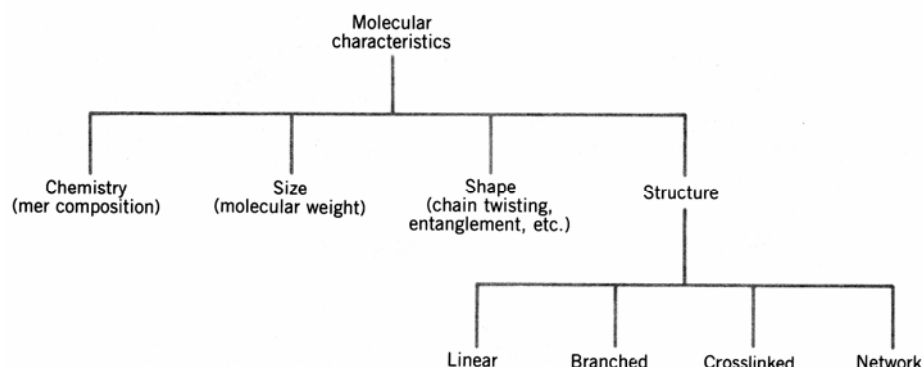 Molecular
characteristics
Chemistry
(mer composition)
Size
(molecular weight)
Shape
(chain twisting,
entanglement, etc.)
Structure
Linear
Branched
Crosslinked
Network